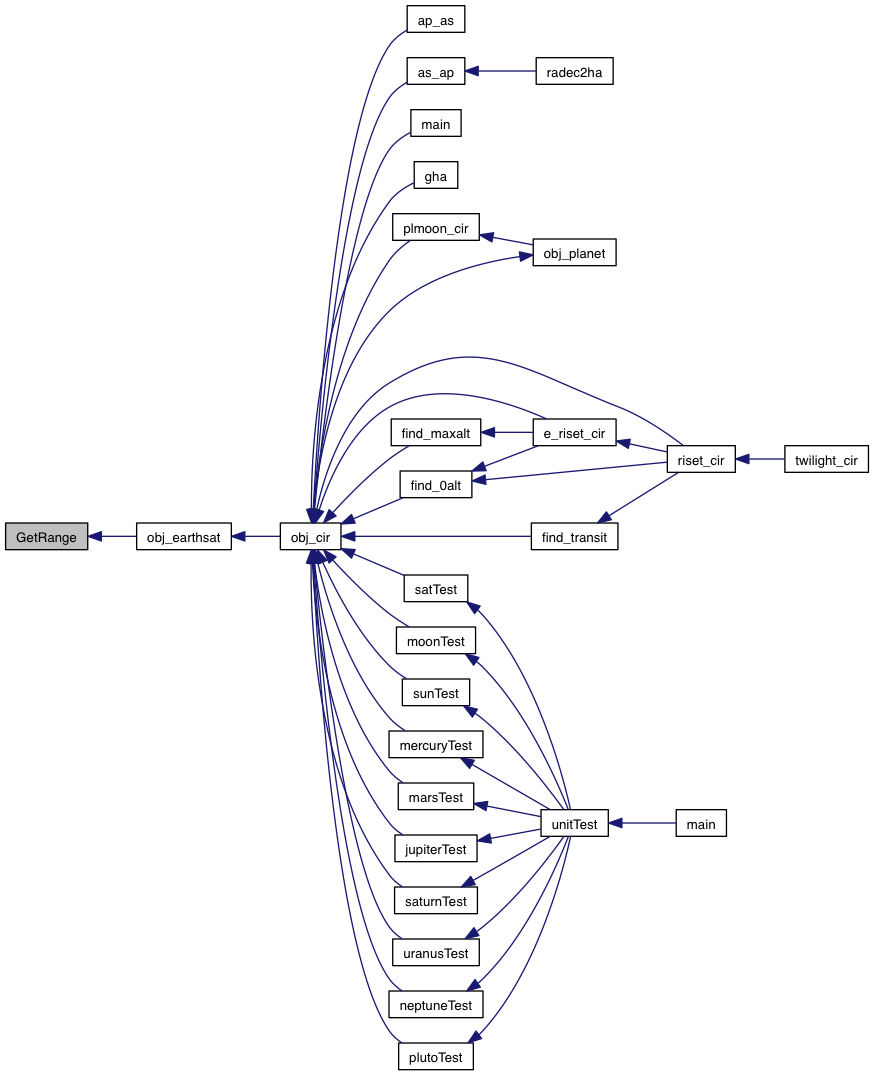 ap_as
as_ap
radec2ha
main
gha
plmoon_cir
obj_planet
find_maxalt
e_riset_cir
riset_cir
twilight_cir
find_0alt
GetRange
obj_earthsat
obj_cir
find_transit
satTest
moonTest
sunTest
mercuryTest
marsTest
unitTest
main
jupiterTest
saturnTest
uranusTest
neptuneTest
plutoTest